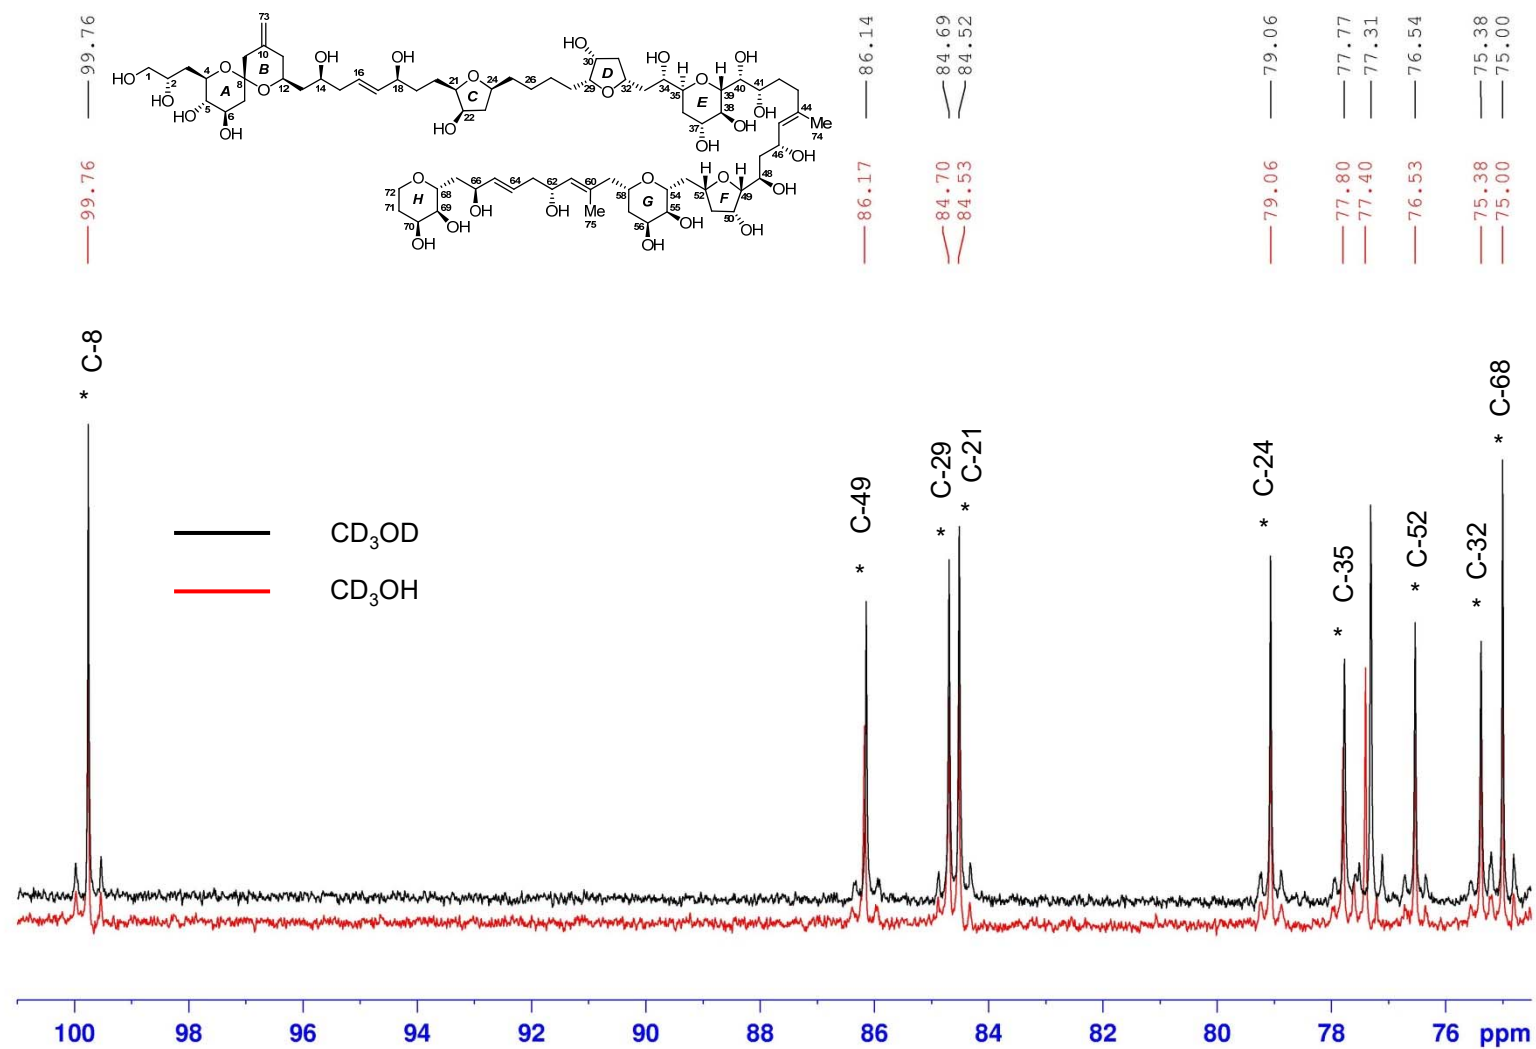 99.76
86.14
84.69
84.52
79.06
77.77
77.31
76.54
75.38
75.00
99.76
86.17
84.70
84.53
79.06
77.80
77.40
76.53
75.38
75.00
73
10
B
O
4
HO
1
2
OH
A
8
O
12
HO
5
6
OH
OH
14
16
OH
18
21
O
24
C
22
HO
26
HO
30
D
29
O
32
OH
34
H
35
O
H
E
39
38
37
OH
OH
OH
40
41
OH
44
Me
74
46
OH
48
OH
H
O
H
52
F
49
50
OH
O
54
G
58
55
56
OH
OH
60
Me
75
62
OH
64
66
OH
O
72
H
68
71
69
70
OH
OH
* C-8
* C-49
* C-29
* C-21
* C-24
* C-35
* C-52
* C-32
* C-68
CD3OD
CD3OH
100 98 96 94 92 90 88 86 84 82 80 78 76 ppm